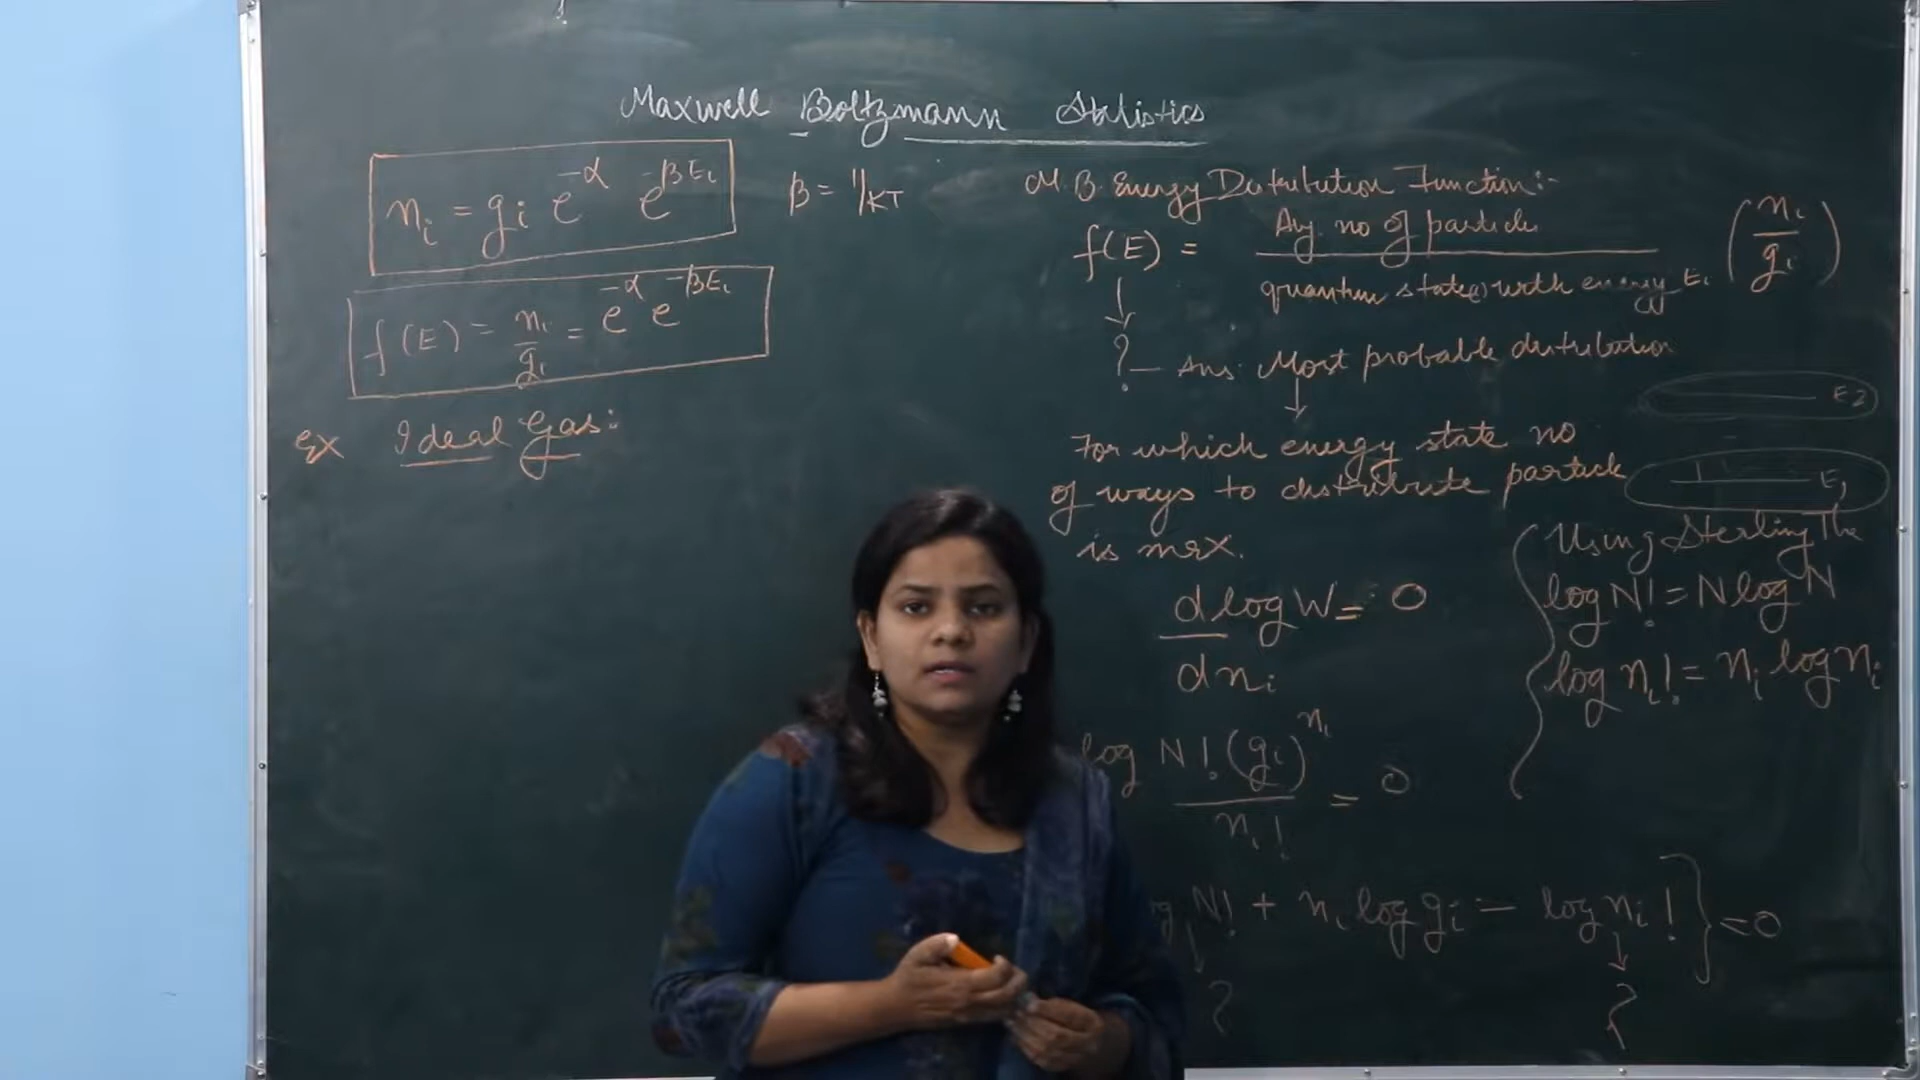 Maxwell Boltzmann Statistics
nᵢ = gᵢ e^-α e^-βEᵢ
β = 1/KT
f(E) = nᵢ/gᵢ = e^-α e^-βEᵢ
Ex Ideal Gas:
M.B. Energy Distribution Function:-
f(E) = Avg. no of particles / quantum state(s) with energy Eᵢ (nᵢ/gᵢ)
? — Ans. Most probable distribution
E2
For which energy state no
of ways to distribute particle
is max.
E1
d log W / dnᵢ = 0
log N! (gᵢ)^nᵢ / nᵢ! = 0
N! + nᵢ log gᵢ - log nᵢ! } = 0
? ?
{ Using Sterling The
log N! = N log N
log nᵢ! = nᵢ log nᵢ